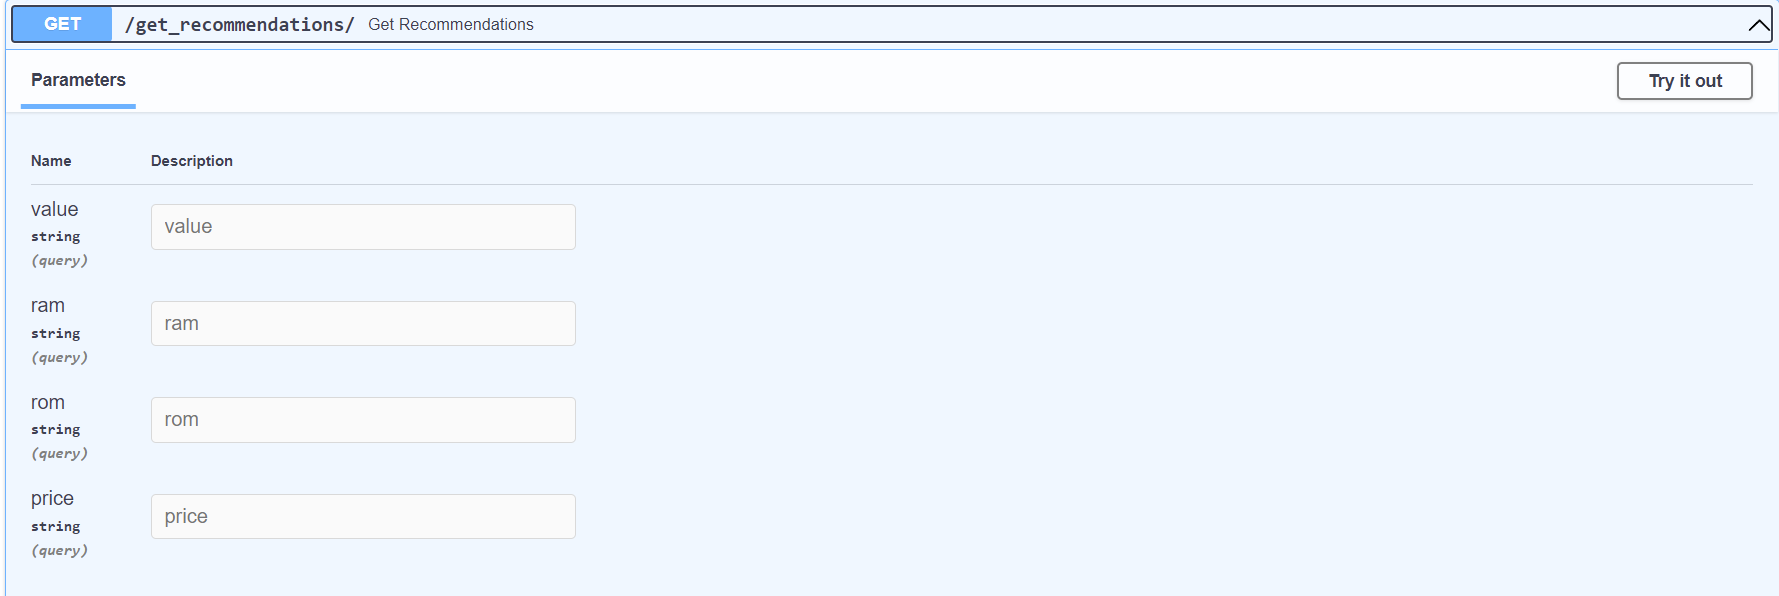 GET /get_recommendations/ Get Recommendations
Parameters
Try it out
Name Description
value
string
(query)
value
ram
string
(query)
ram
rom
string
(query)
rom
price
string
(query)
price